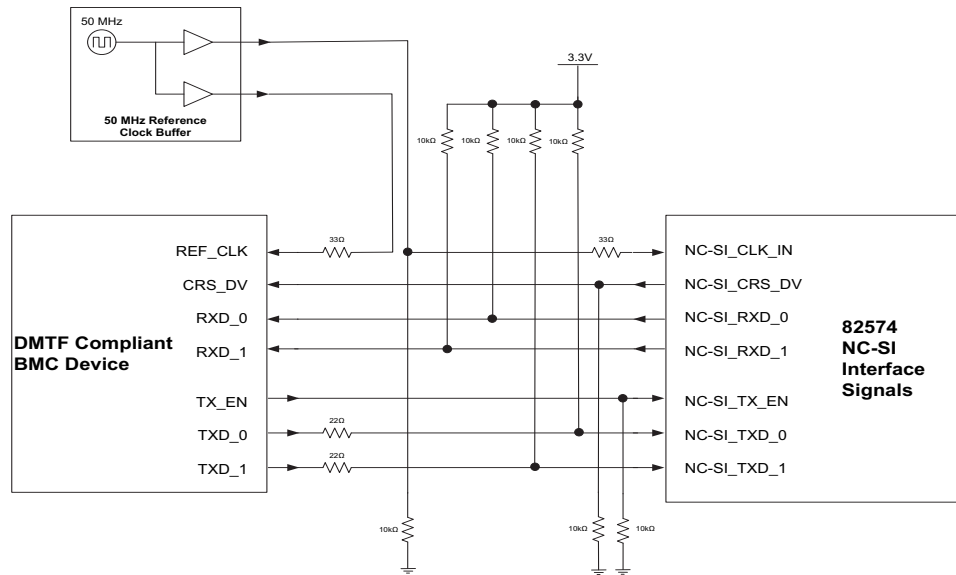 50 MHz
50 MHz Reference
Clock Buffer
3.3V
10kΩ
10kΩ
10kΩ
10kΩ
DMTF Compliant
BMC Device
REF_CLK
CRS_DV
RXD_0
RXD_1
TX_EN
TXD_0
TXD_1
33Ω
33Ω
22Ω
22Ω
NC-SI_CLK_IN
NC-SI_CRS_DV
NC-SI_RXD_0
NC-SI_RXD_1
NC-SI_TX_EN
NC-SI_TXD_0
NC-SI_TXD_1
82574
NC-SI
Interface
Signals
10kΩ
10kΩ
10kΩ